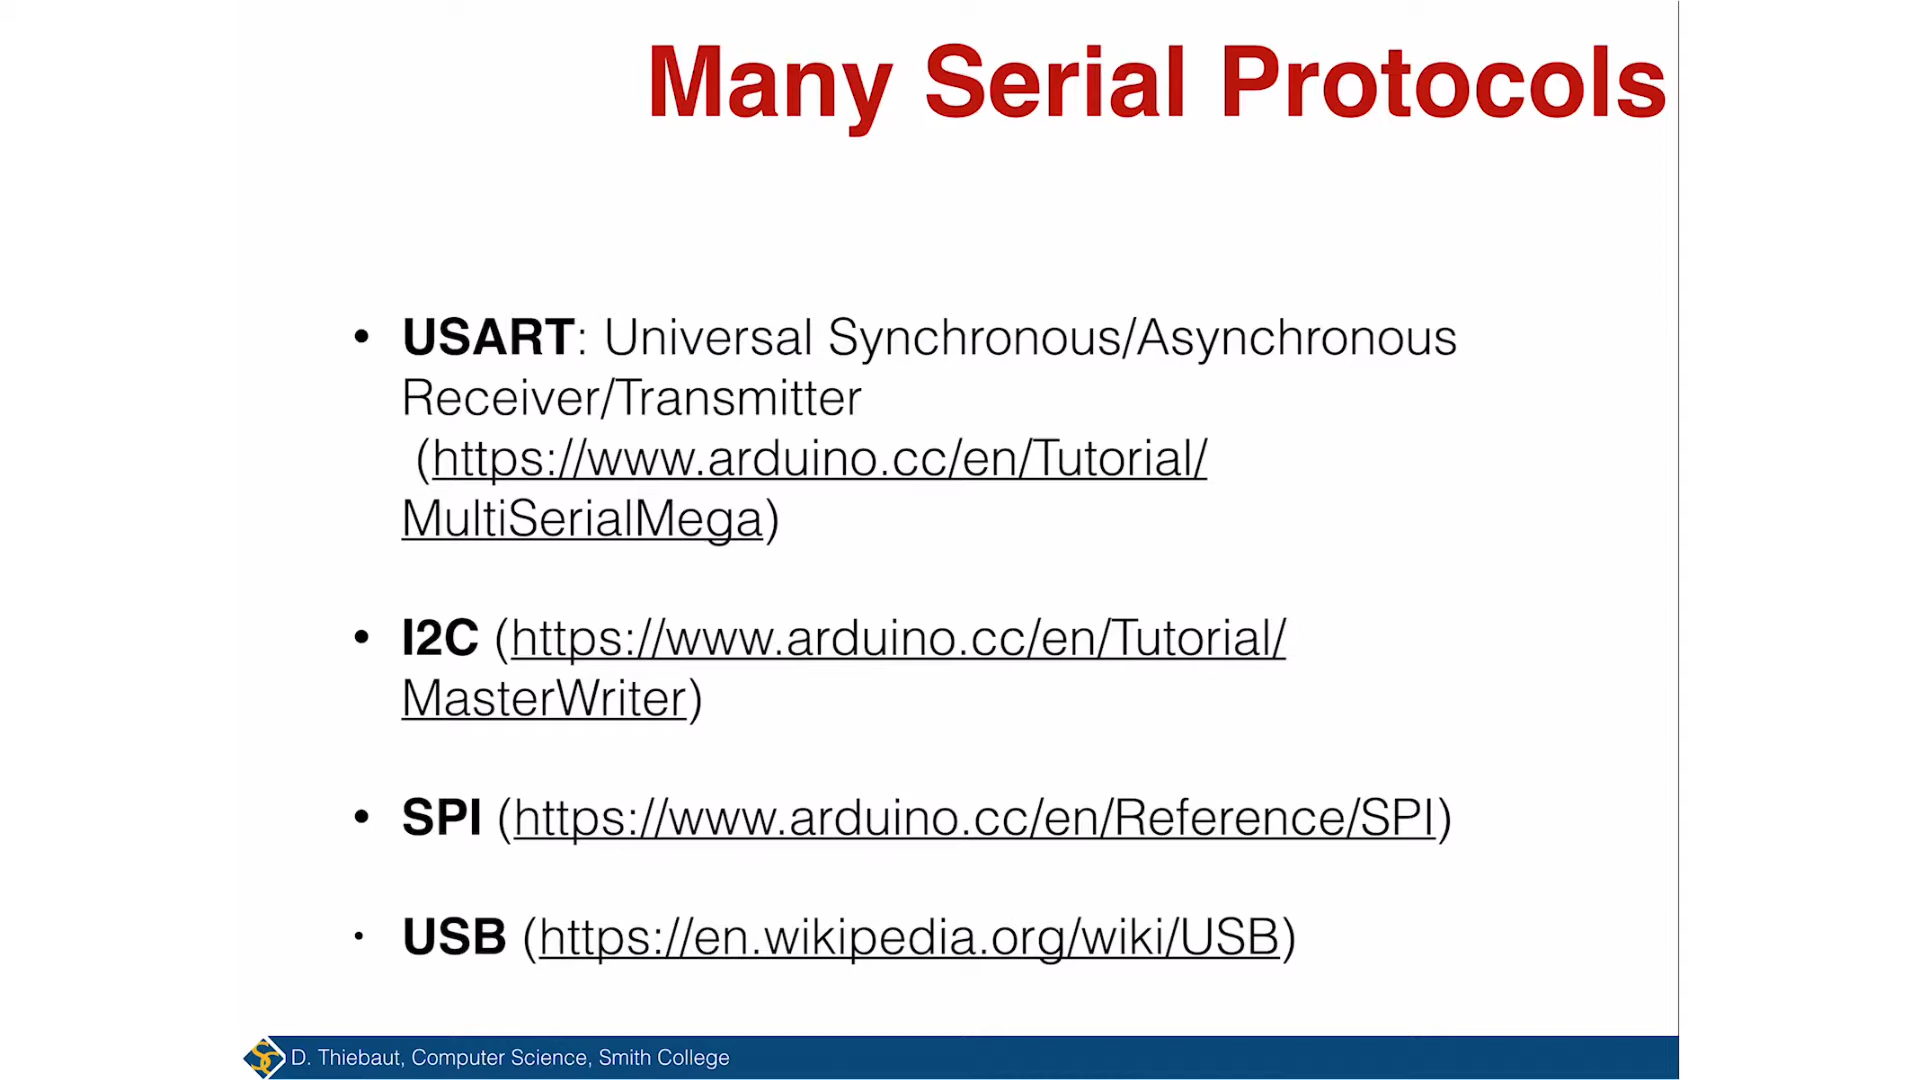 Many Serial Protocols
• USART: Universal Synchronous/Asynchronous
Receiver/Transmitter
(https://www.arduino.cc/en/Tutorial/
MultiSerialMega)
• I2C (https://www.arduino.cc/en/Tutorial/
MasterWriter)
• SPI (https://www.arduino.cc/en/Reference/SPI)
• USB (https://en.wikipedia.org/wiki/USB)
D. Thiebaut, Computer Science, Smith College